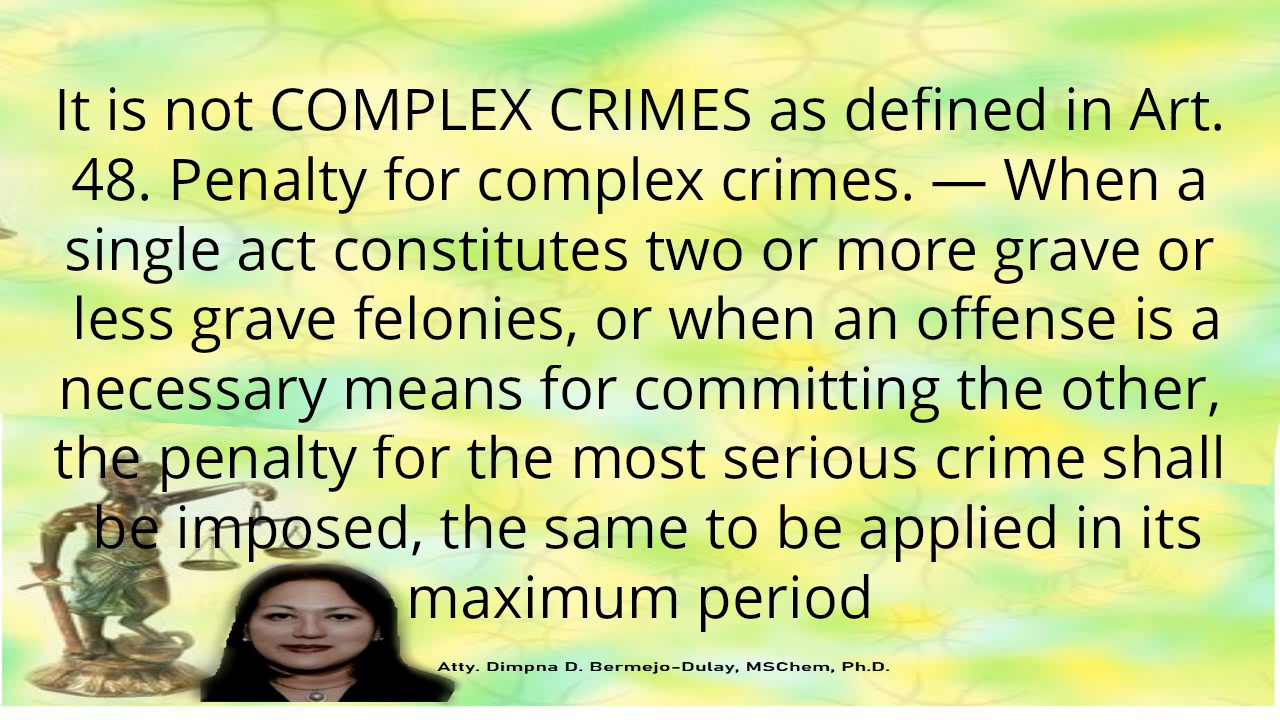 It is not COMPLEX CRIMES as defined in Art.
48. Penalty for complex crimes. — When a
single act constitutes two or more grave or
less grave felonies, or when an offense is a
necessary means for committing the other,
the penalty for the most serious crime shall
be imposed, the same to be applied in its
maximum period
Atty. Dimpna D. Bermejo-Dulay, MSChem, Ph.D.